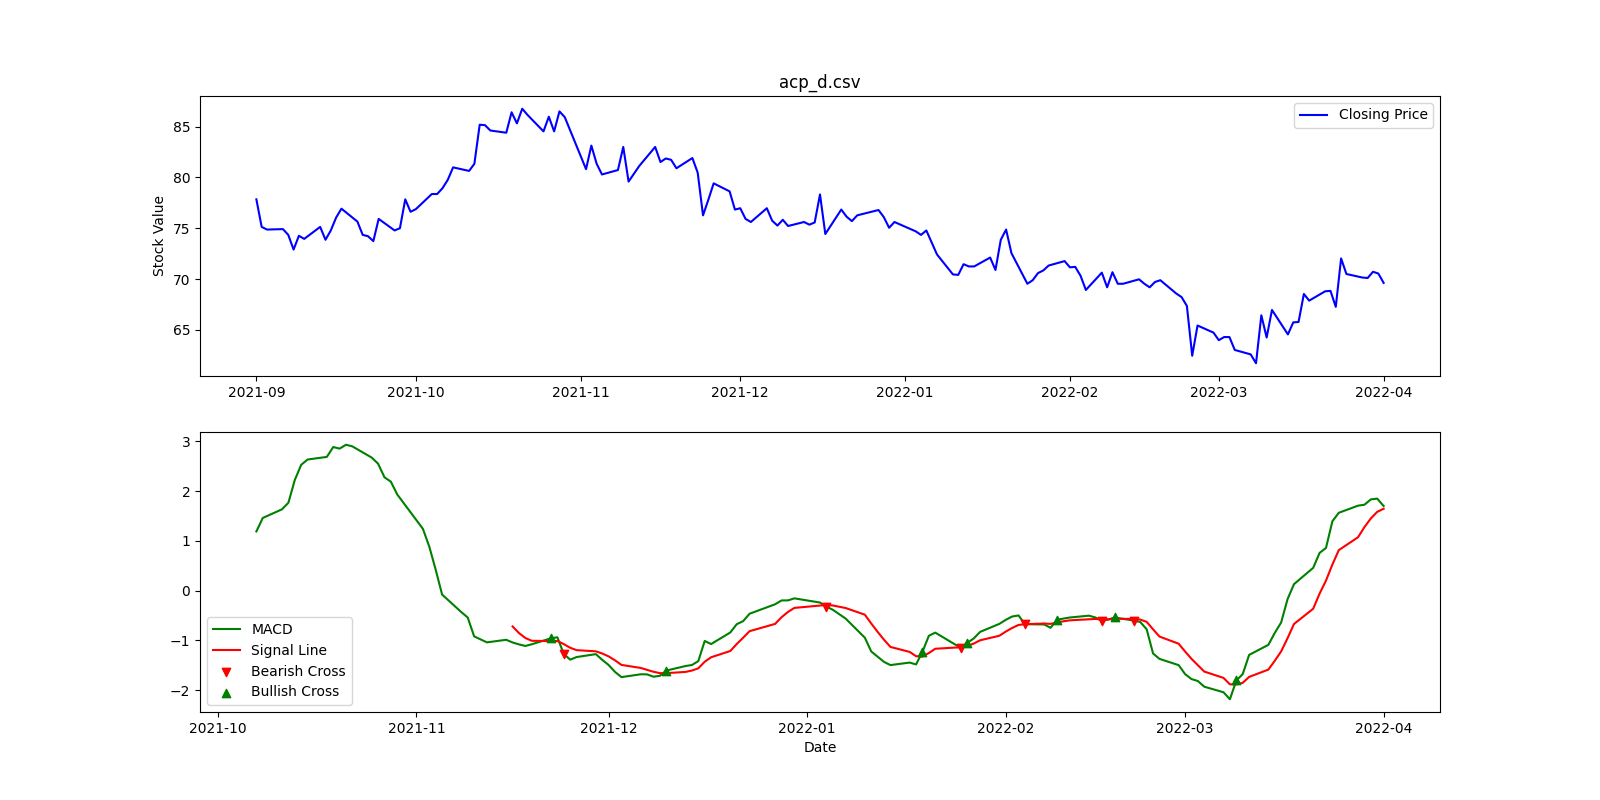 acp_d.csv
Stock Value
85
80
75
70
65
Closing Price
2021-09 2021-10 2021-11 2021-12 2022-01 2022-02 2022-03 2022-04
3
2
1
0
−1
−2
MACD
Signal Line
Bearish Cross
Bullish Cross
2021-10 2021-11 2021-12 2022-01 2022-02 2022-03 2022-04
Date